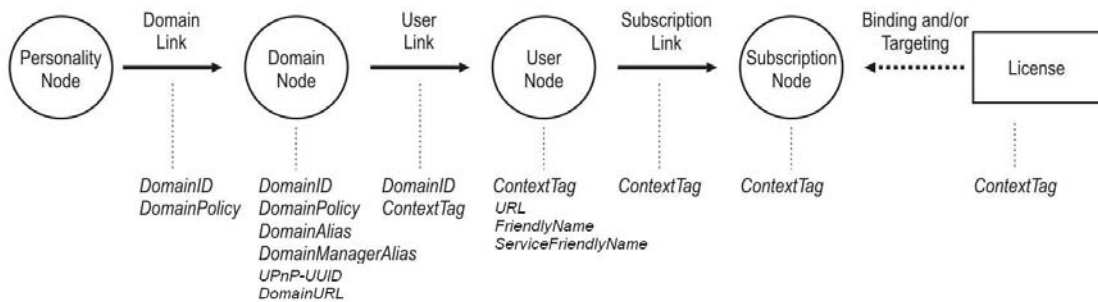 Domain
Link
User
Link
Subscription
Link
Binding and/or
Targeting
Personality
Node
Domain
Node
User
Node
Subscription
Node
License
DomainID
DomainPolicy
DomainID
DomainPolicy
DomainAlias
DomainManagerAlias
UPnP-UUID
DomainURL
DomainID
ContextTag
ContextTag
URL
FriendlyName
ServiceFriendlyName
ContextTag
ContextTag
ContextTag